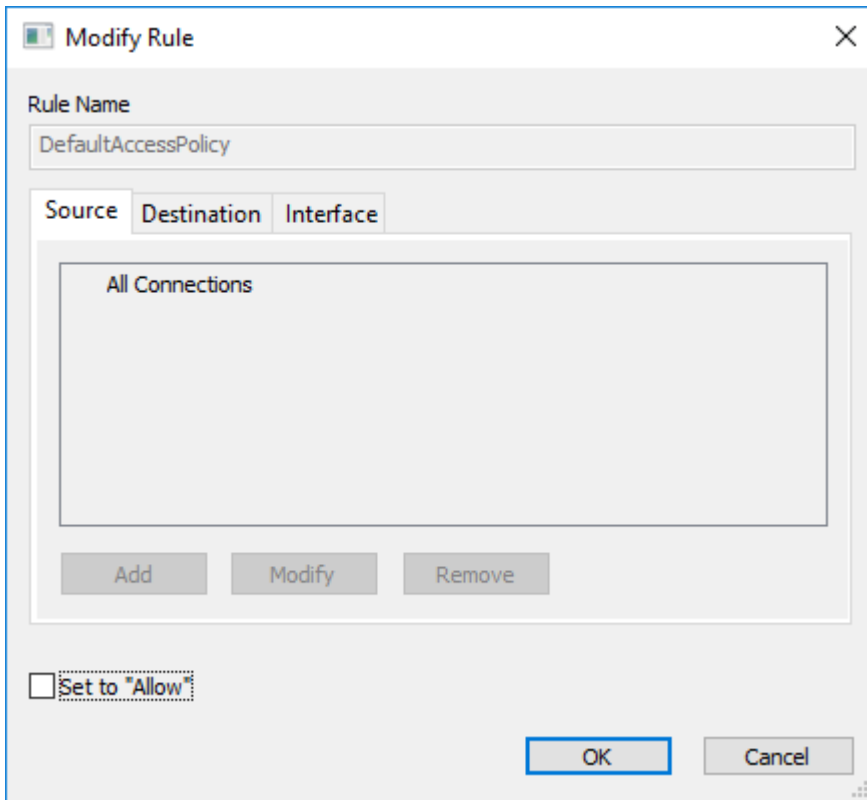 Modify Rule
Rule Name
DefaultAccessPolicy
Source Destination Interface
All Connections
Add Modify Remove
Set to "Allow"
OK Cancel